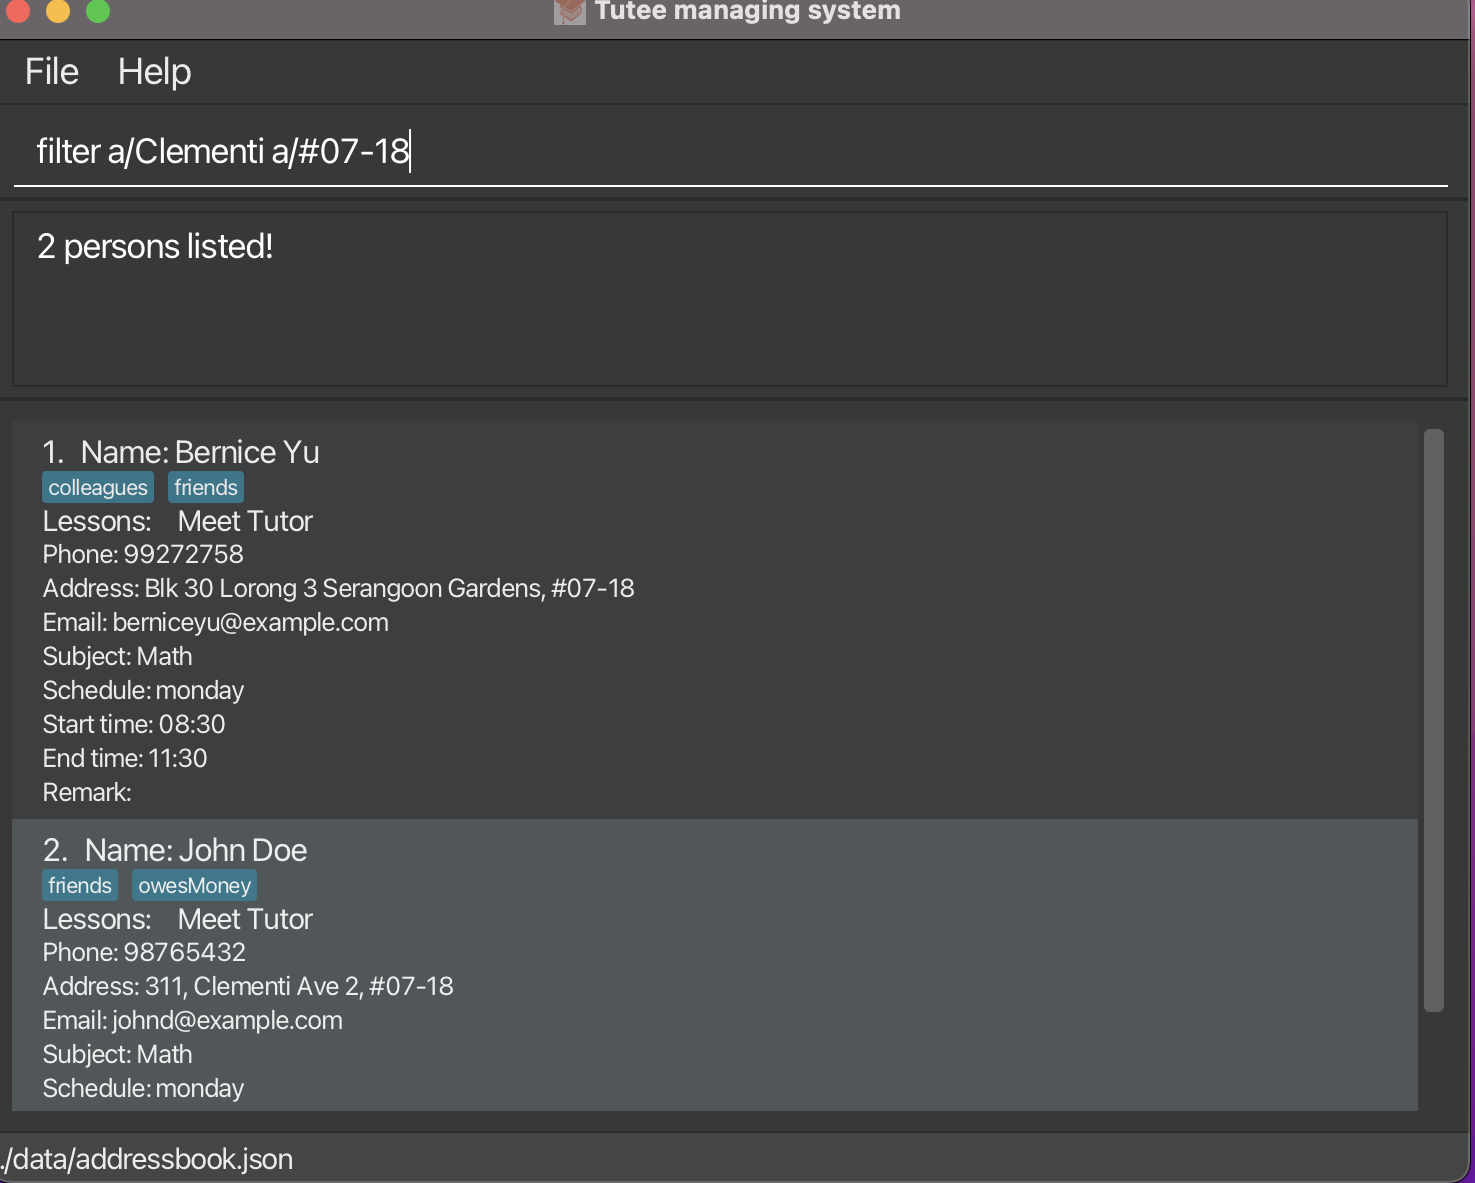 Tutee managing system
File Help
filter a/Clementi a/#07-18
2 persons listed!
1. Name: Bernice Yu
colleagues friends
Lessons: Meet Tutor
Phone: 99272758
Address: Blk 30 Lorong 3 Serangoon Gardens, #07-18
Email: berniceyu@example.com
Subject: Math
Schedule: monday
Start time: 08:30
End time: 11:30
Remark:
2. Name: John Doe
friends owesMoney
Lessons: Meet Tutor
Phone: 98765432
Address: 311, Clementi Ave 2, #07-18
Email: johnd@example.com
Subject: Math
Schedule: monday
./data/addressbook.json